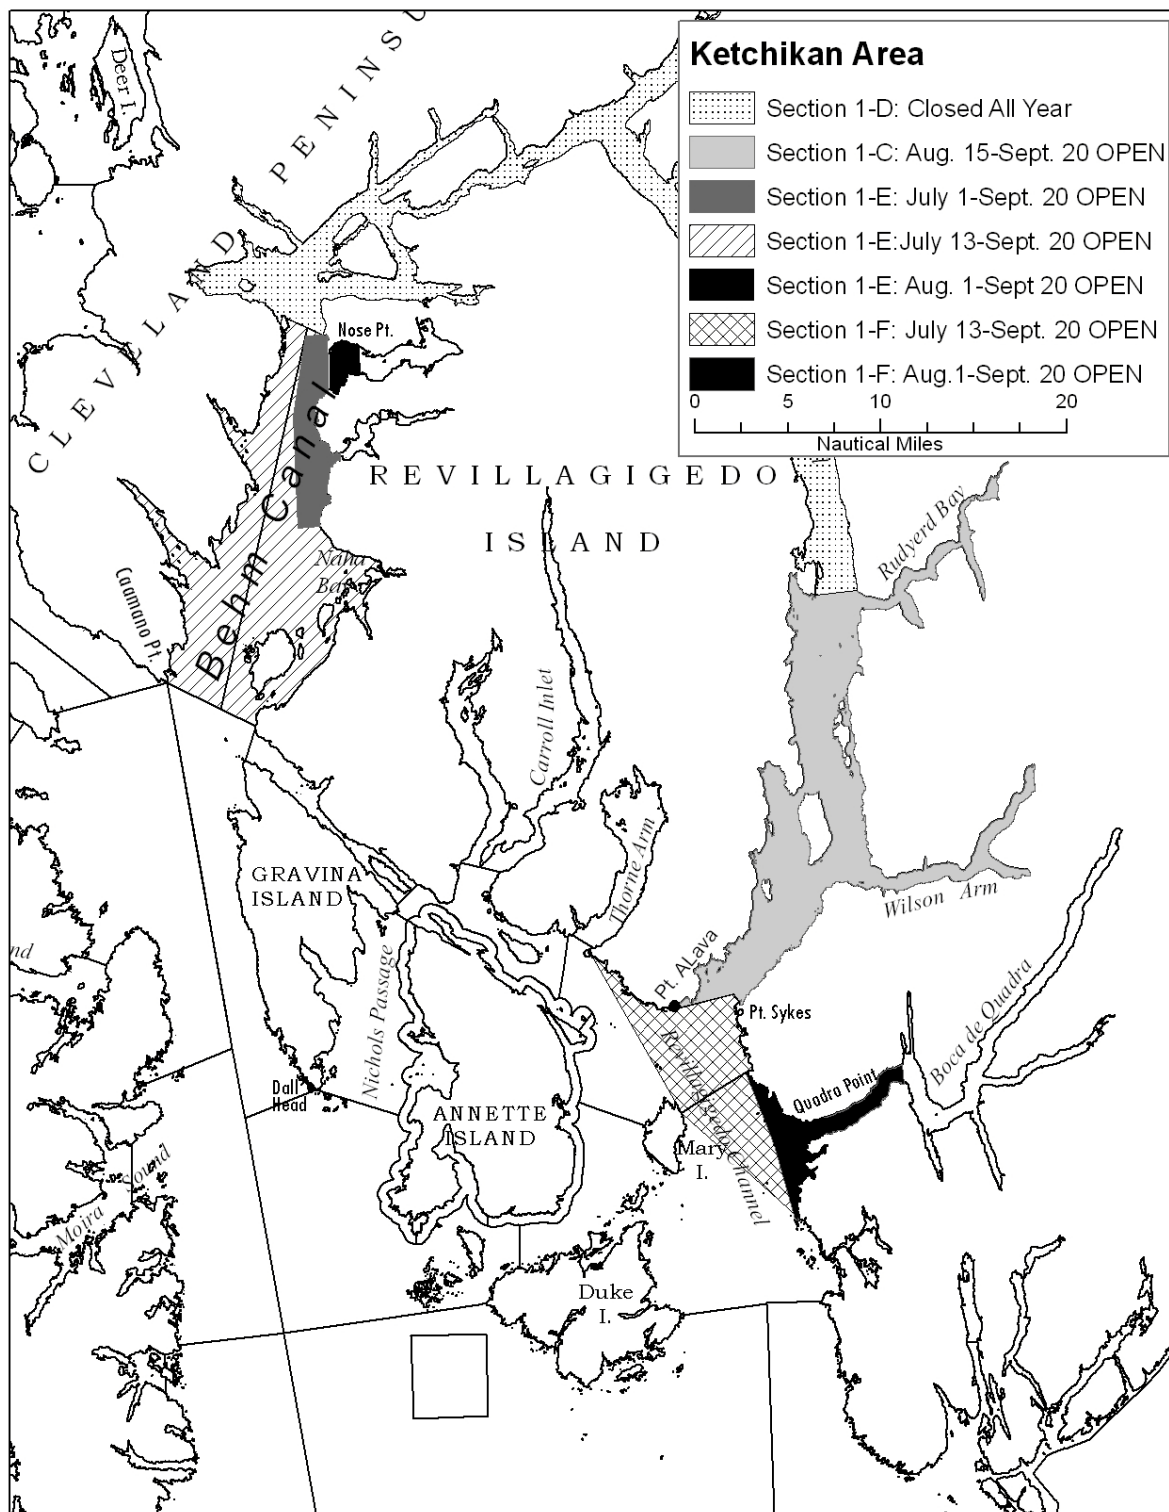 Deer I.
CLEVELAND PENINSU
Ketchikan Area
Section 1-D: Closed All Year
Section 1-C: Aug. 15-Sept. 20 OPEN
Section 1-E: July 1-Sept. 20 OPEN
Section 1-E:July 13-Sept. 20 OPEN
Section 1-E: Aug. 1-Sept 20 OPEN
Section 1-F: July 13-Sept. 20 OPEN
Section 1-F: Aug.1-Sept. 20 OPEN
0 5 10 20
Nautical Miles
Nose Pt.
Behm Canal
REVILLAGIGEDO
ISLAND
Naha
Bay
Rudyerd Bay
Caamano Pt.
Carroll Inlet
GRAVINA
ISLAND
Thorne Arm
Wilson Arm
nd
Nichols Passage
Pt. ALava
Pt. Sykes
Revillagigedo Channel
Boca de Quadra
Quadra Point
Dall
Head
ANNETTE
ISLAND
Mary
I.
Moira Sound
Duke
I.